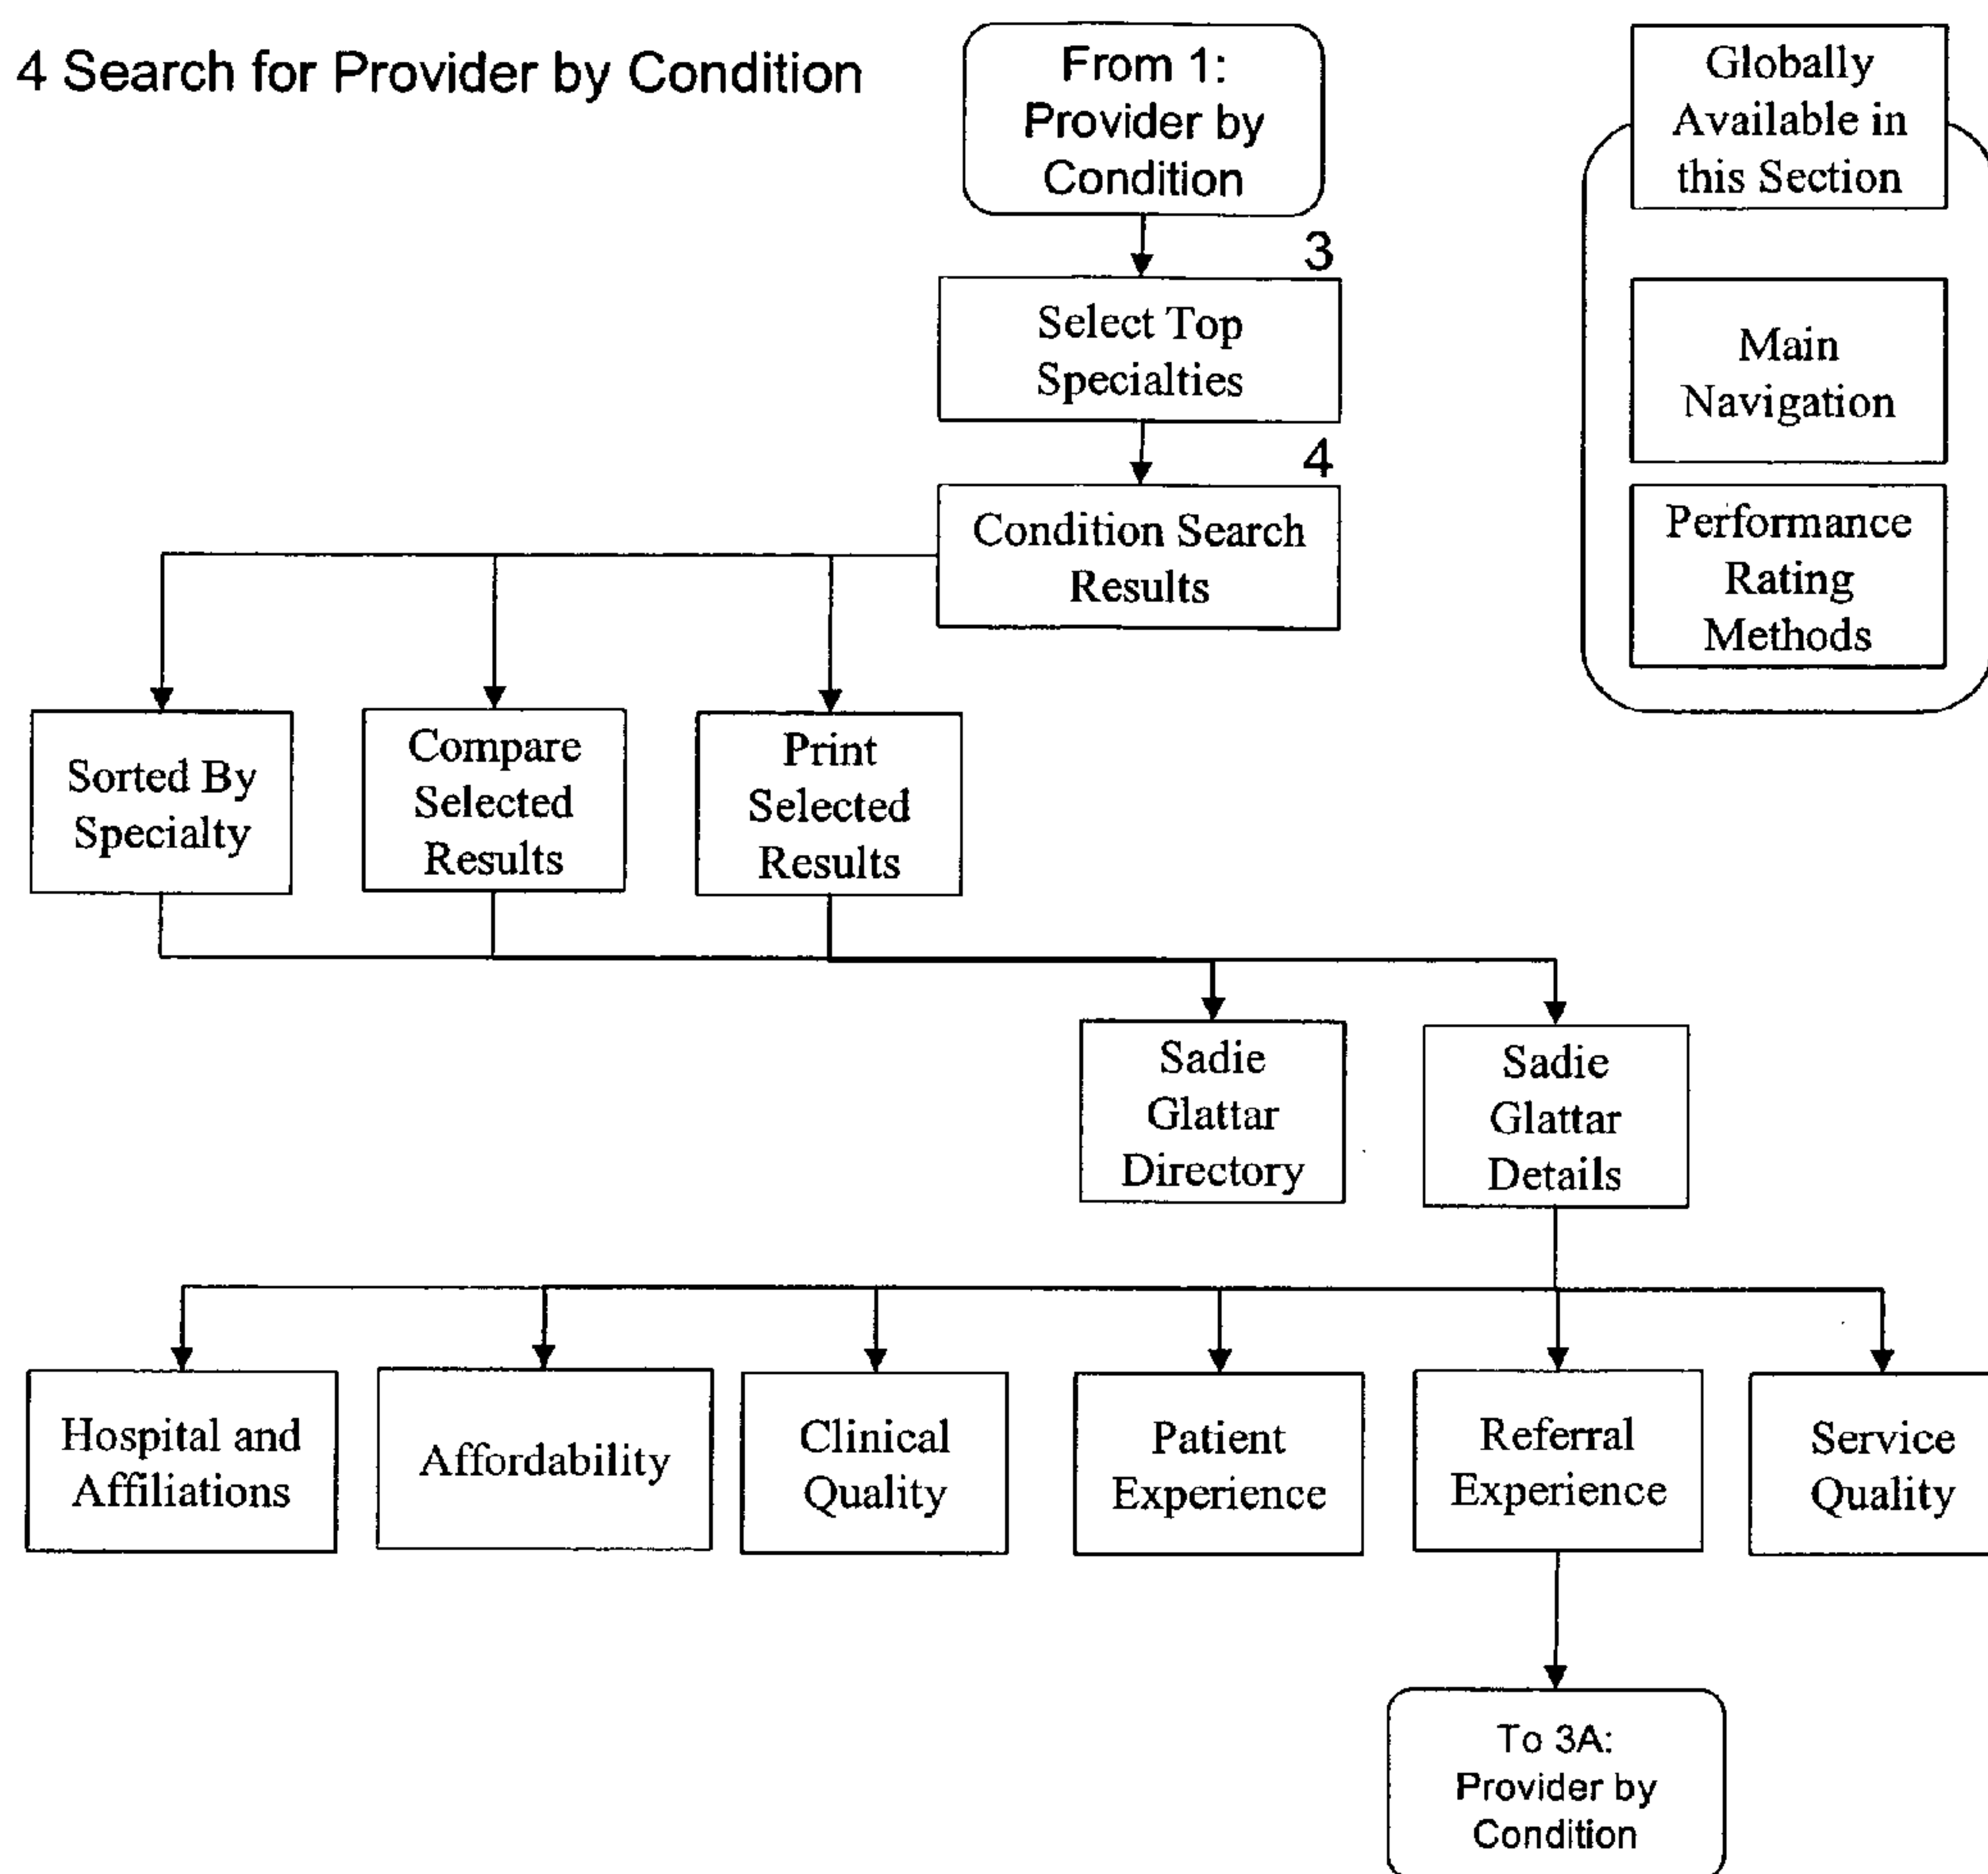 4 Search for Provider by Condition
From 1:
Provider by
Condition
Globally
Available in
this Section
3
Select Top
Specialties
Main
Navigation
4
Condition Search
Results
Performance
Rating
Methods
Sorted By
Specialty
Compare
Selected
Results
Print
Selected
Results
Sadie
Glattar
Directory
Sadie
Glattar
Details
Hospital and
Affiliations
Affordability
Clinical
Quality
Patient
Experience
Referral
Experience
Service
Quality
To 3A:
Provider by
Condition